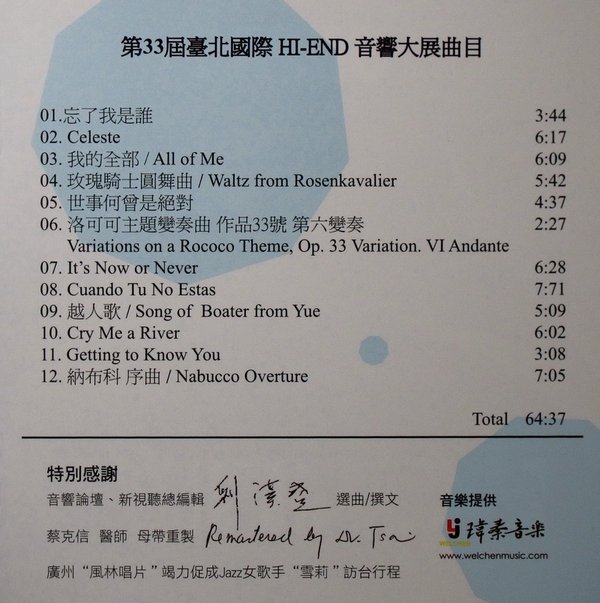 第33屆臺北國際 HI-END 音響大展曲目
01.忘了我是誰 3:44
02. Celeste 6:17
03. 我的全部 / All of Me 6:09
04. 玫瑰騎士圓舞曲 / Waltz from Rosenkavalier 5:42
05. 世事何曾是絕對 4:37
06. 洛可可主題變奏曲 作品33號 第六變奏 2:27
Variations on a Rococo Theme, Op. 33 Variation. VI Andante
07. It's Now or Never 6:28
08. Cuando Tu No Estas 7:71
09. 越人歌 / Song of Boater from Yue 5:09
10. Cry Me a River 6:02
11. Getting to Know You 3:08
12. 納布科 序曲 / Nabucco Overture 7:05
Total 64:37
特別感謝
音響論壇、新視聽總編輯 劉漢盛 選曲/撰文
音樂提供
蔡克信 醫師 母帶重製 Remastered by Dr. Tsai
WELCHEN 瑋秦音樂
www.welchenmusic.com
廣州 “風林唱片” 竭力促成Jazz女歌手 “雪莉” 訪台行程